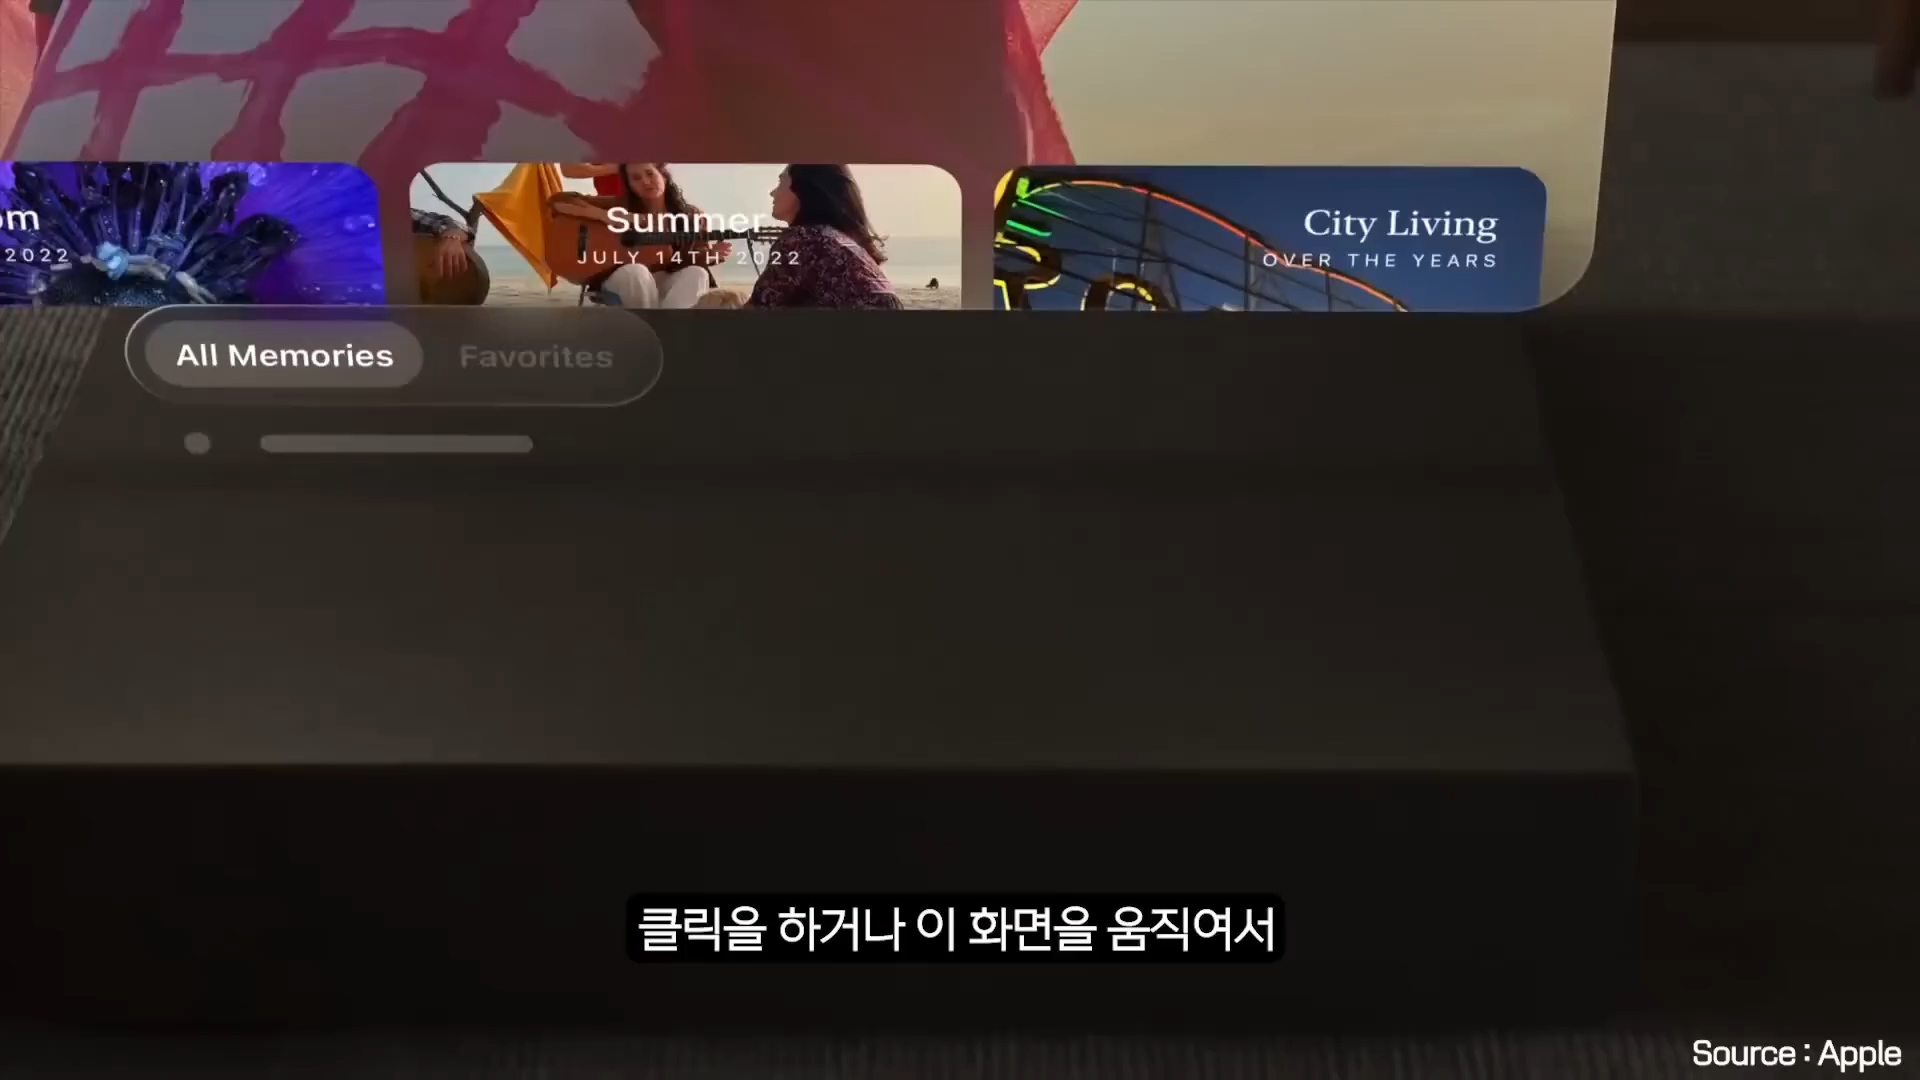 om
2022
Summer
JULY 14TH 2022
City Living
OVER THE YEARS
All Memories
Favorites
클릭을 하거나 이 화면을 움직여서
Source : Apple